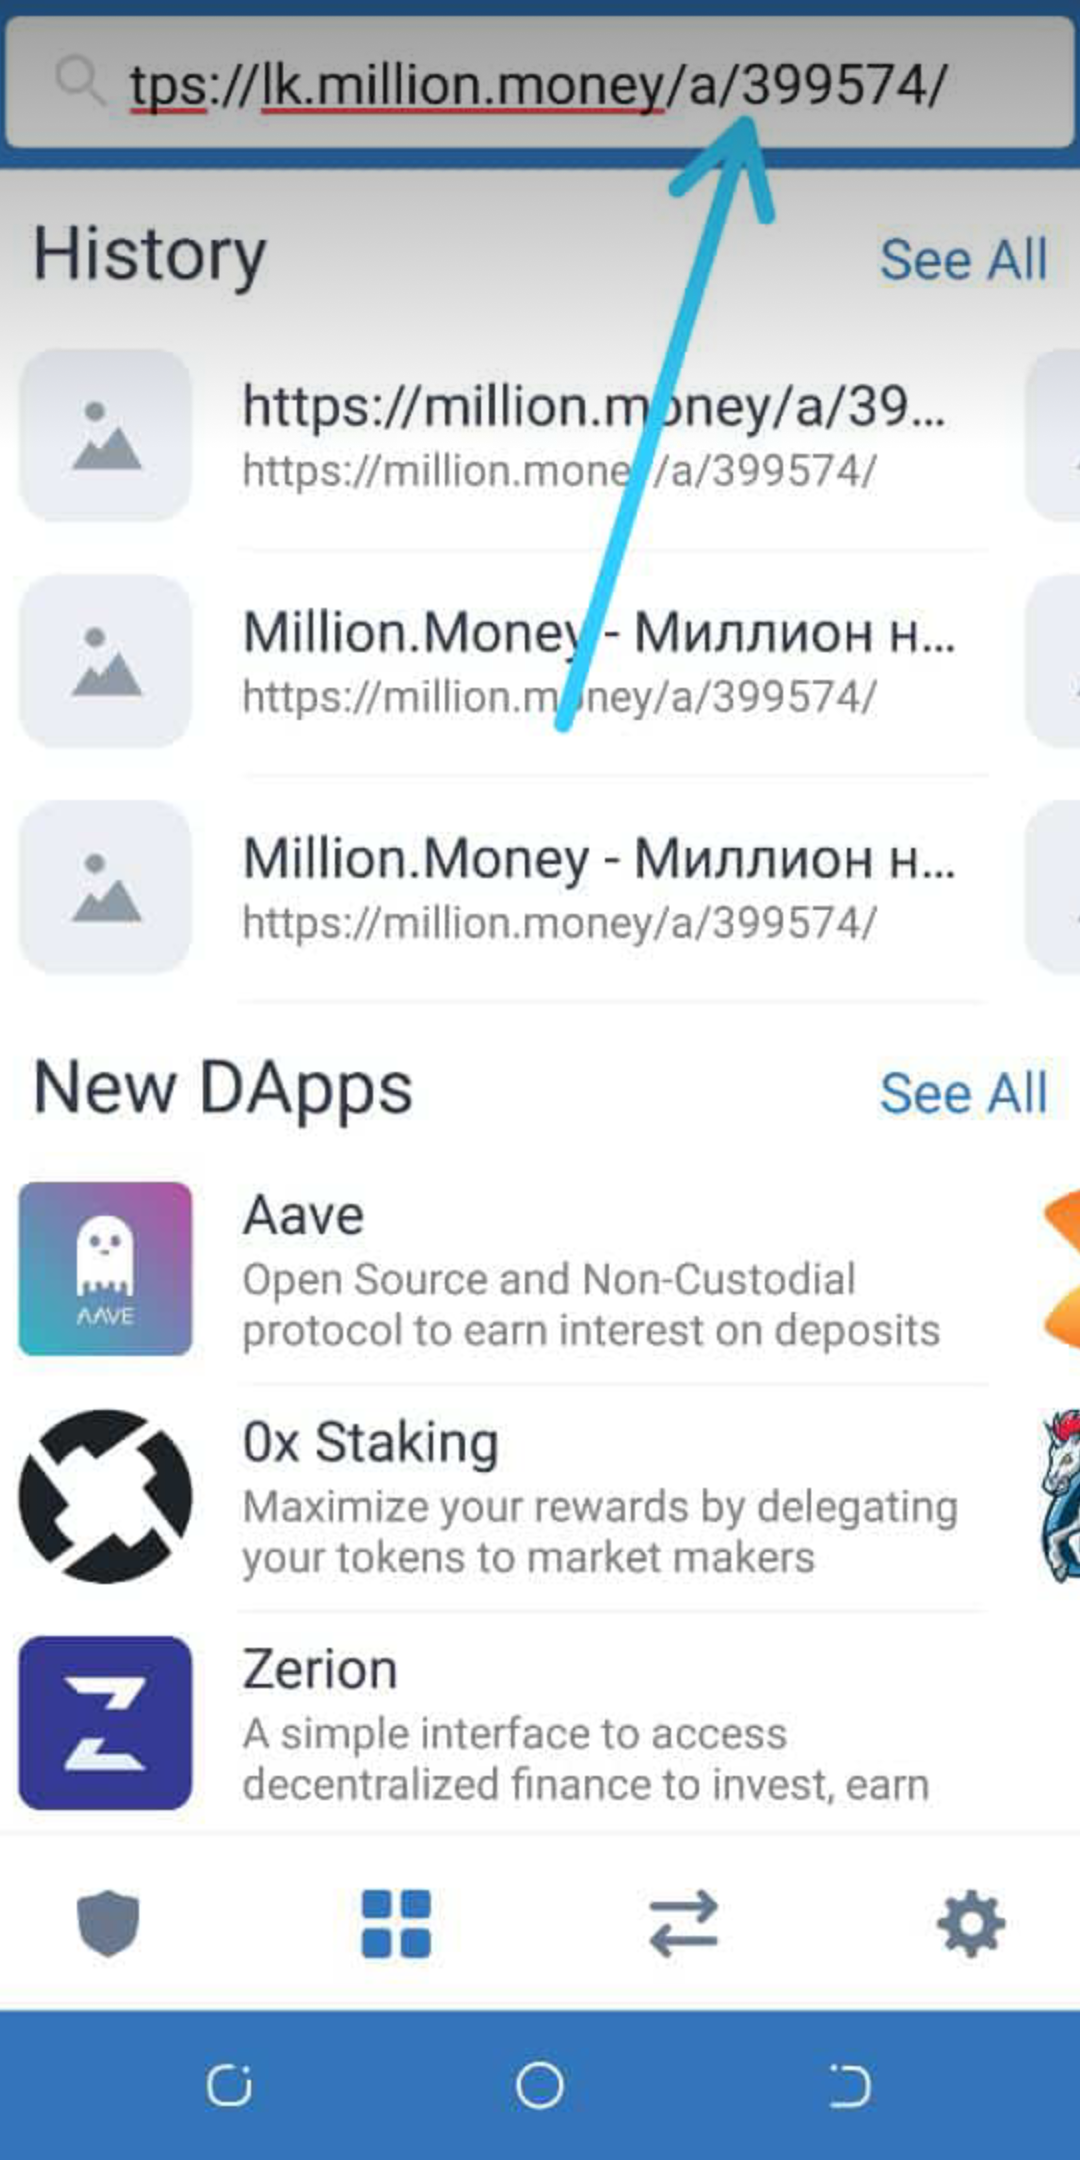 tps://lk.million.money/a/399574/
History
See All
https://million.money/a/39...
https://million.money/a/399574/
Million.Money - Миллион н...
https://million.money/a/399574/
Million.Money - Миллион н...
https://million.money/a/399574/
New DApps
See All
AAVE
Aave
Open Source and Non-Custodial
protocol to earn interest on deposits
0x Staking
Maximize your rewards by delegating
your tokens to market makers
Zerion
A simple interface to access
decentralized finance to invest, earn